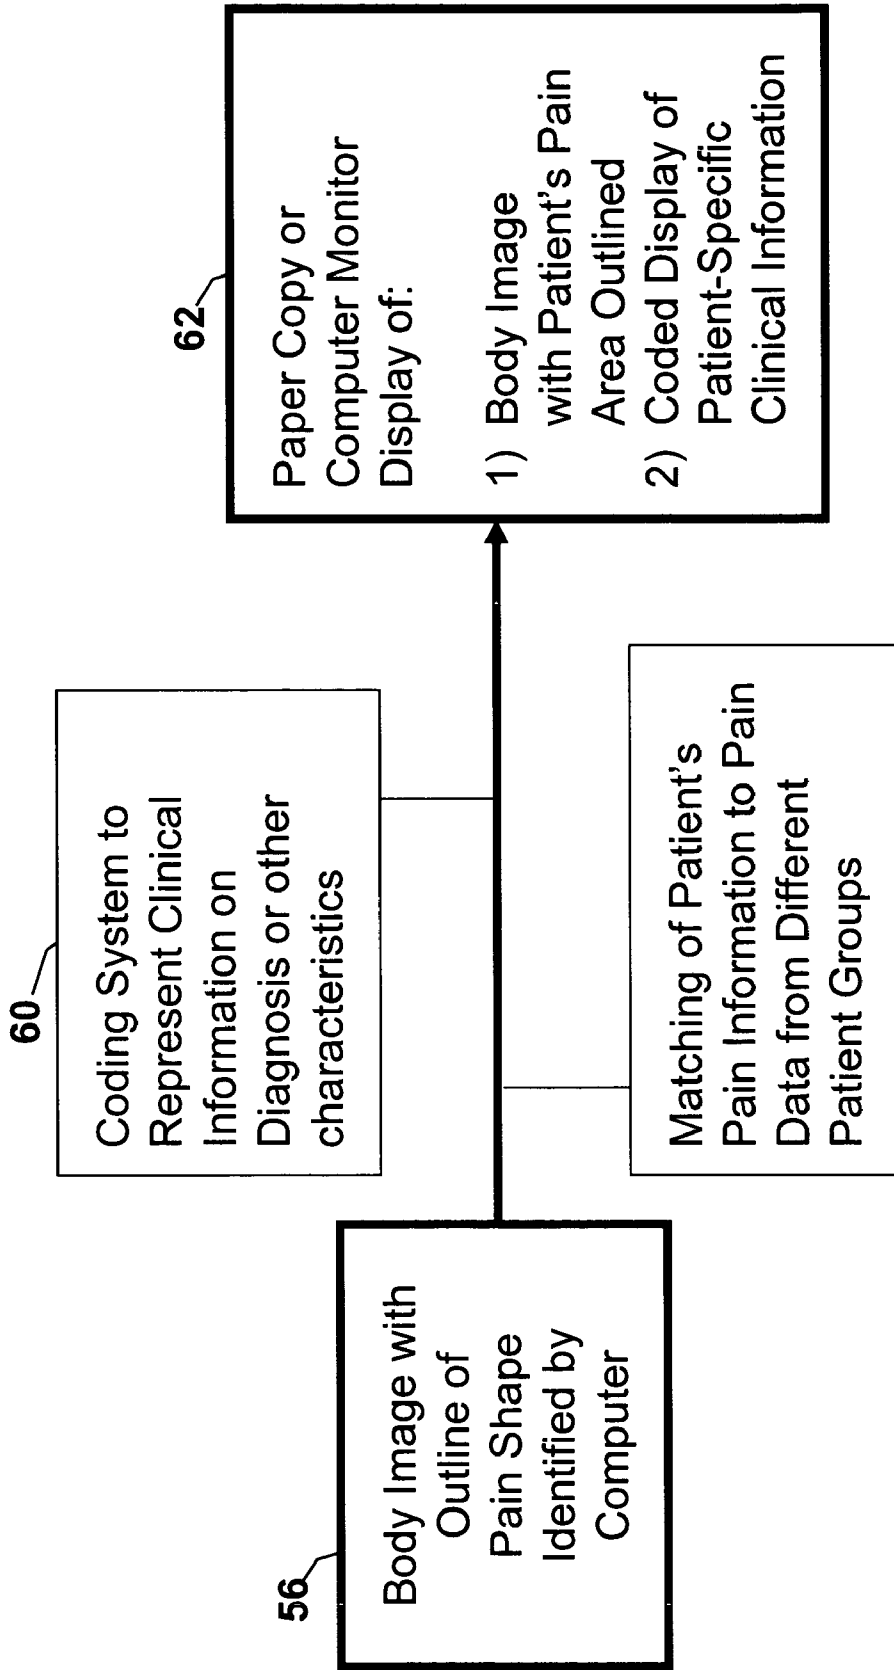 56
Body Image with
Outline of
Pain Shape
Identified by
Computer
60
Coding System to
Represent Clinical
Information on
Diagnosis or other
characteristics
Matching of Patient's
Pain Information to Pain
Data from Different
Patient Groups
62
Paper Copy or
Computer Monitor
Display of:
1) Body Image
with Patient's Pain
Area Outlined
2) Coded Display of
Patient-Specific
Clinical Information